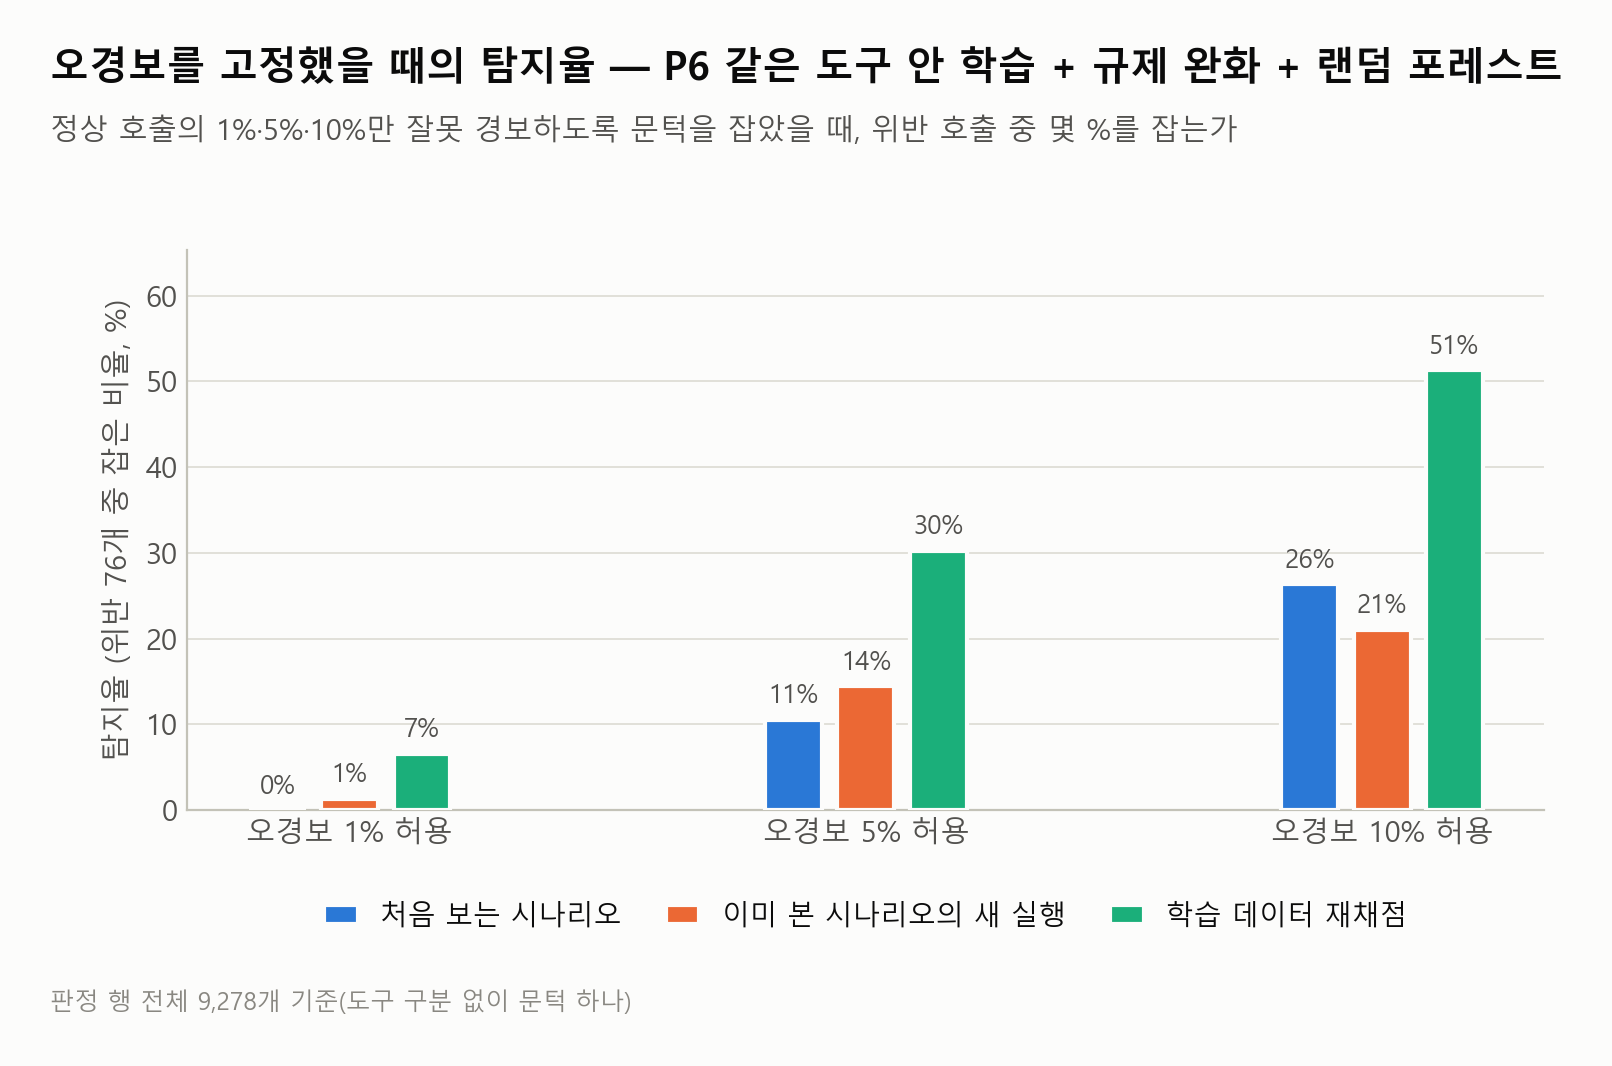 오경보를 고정했을 때의 탐지율 — P6 같은 도구 안 학습 + 규제 완화 + 랜덤 포레스트
정상 호출의 1%·5%·10%만 잘못 경보하도록 문턱을 잡았을 때, 위반 호출 중 몇 %를 잡는가
탐지율 (위반 76개 중 잡은 비율, %)
60
50
40
30
20
10
0
0%
1%
7%
11%
14%
30%
26%
21%
51%
오경보 1% 허용
오경보 5% 허용
오경보 10% 허용
처음 보는 시나리오
이미 본 시나리오의 새 실행
학습 데이터 재채점
판정 행 전체 9,278개 기준(도구 구분 없이 문턱 하나)